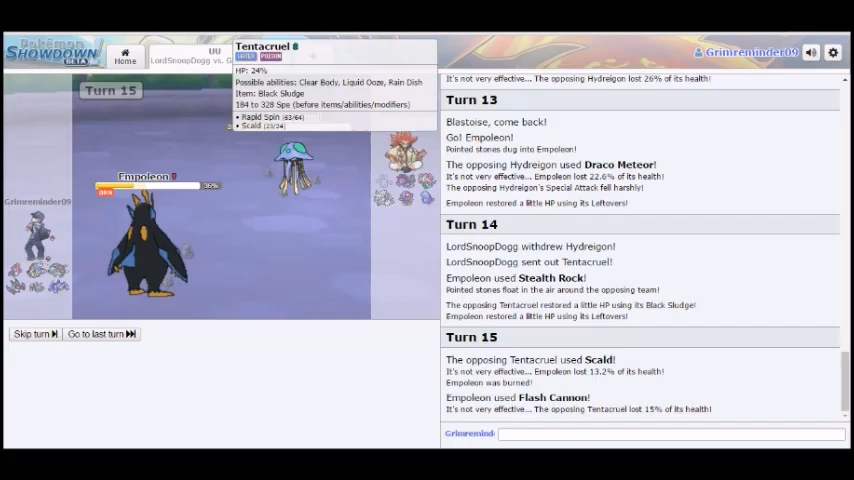 Pokémon
SHOWDOWN
BETA
Home
UU
LordSnoopDogg vs. G
Grimreminder09
Tentacruel
WATER POISON
HP: 24%
Possible abilities: Clear Body, Liquid Ooze, Rain Dish
Item: Black Sludge
184 to 328 Spe (before items/abilities/modifiers)
• Rapid Spin (63/64)
• Scald (23/24)
Turn 15
Empoleon
36%
BRN
Grimreminder09
Skip turn
Go to last turn
It's not very effective... The opposing Hydreigon lost 26% of its health!
Turn 13
Blastoise, come back!
Go! Empoleon!
Pointed stones dug into Empoleon!
The opposing Hydreigon used Draco Meteor!
It's not very effective... Empoleon lost 22.6% of its health!
The opposing Hydreigon's Special Attack fell harshly!
Empoleon restored a little HP using its Leftovers!
Turn 14
LordSnoopDogg withdrew Hydreigon!
LordSnoopDogg sent out Tentacruel!
Empoleon used Stealth Rock!
Pointed stones float in the air around the opposing team!
The opposing Tentacruel restored a little HP using its Black Sludge!
Empoleon restored a little HP using its Leftovers!
Turn 15
The opposing Tentacruel used Scald!
It's not very effective... Empoleon lost 13.2% of its health!
Empoleon was burned!
Empoleon used Flash Cannon!
It's not very effective... The opposing Tentacruel lost 15% of its health!
Grimremind